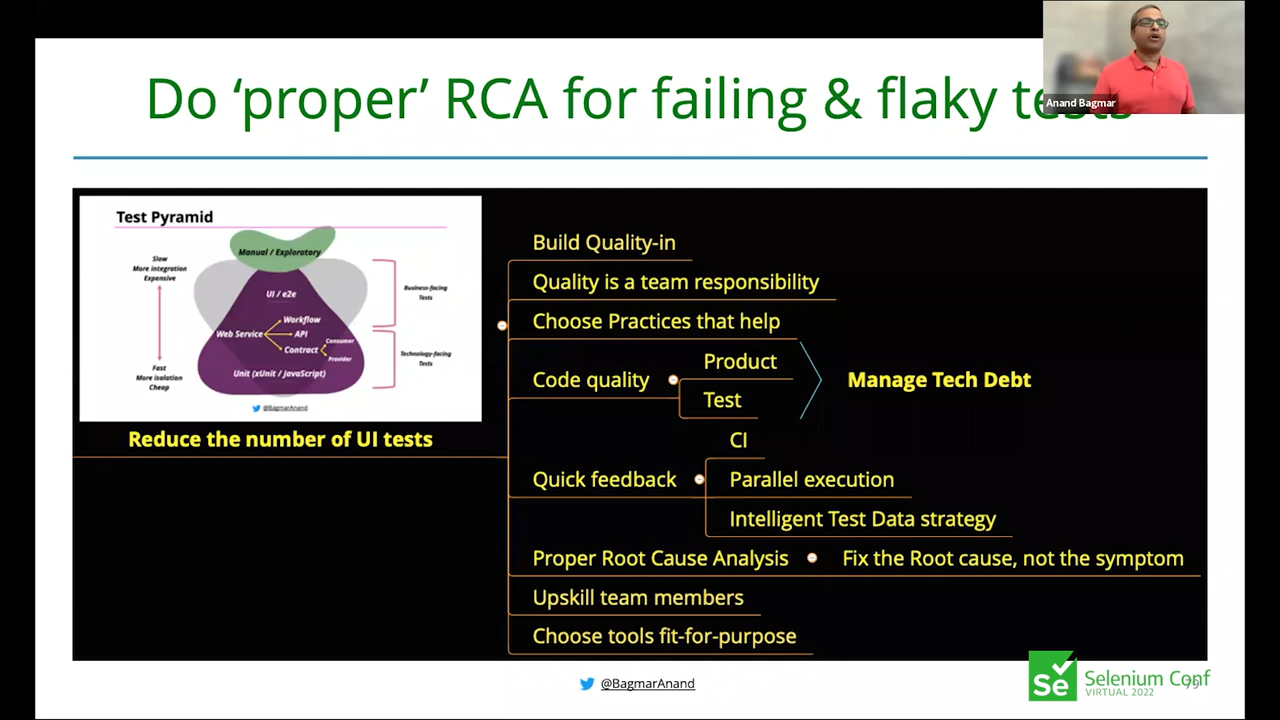 Do ‘proper’ RCA for failing & flaky tests
Anand Bagmar
Test Pyramid
Manual / Exploratory
Slow
More integration
Expensive
UI / e2e
Business-facing
Tests
Workflow
Web Service
API
Consumer
Contract
Provider
Technology-facing
Tests
Fast
More isolation
Cheap
Unit (xUnit / JavaScript)
@BagmarAnand
Reduce the number of UI tests
Build Quality-in
Quality is a team responsibility
Choose Practices that help
Code quality
Product
Test
Manage Tech Debt
Quick feedback
CI
Parallel execution
Intelligent Test Data strategy
Proper Root Cause Analysis
Fix the Root cause, not the symptom
Upskill team members
Choose tools fit-for-purpose
@BagmarAnand
Se
Selenium Conf
VIRTUAL 2022